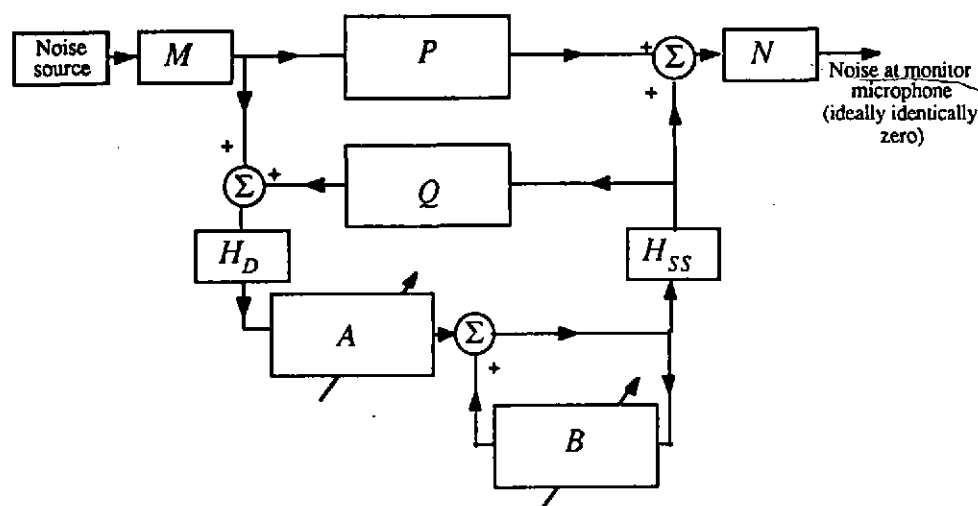 Noise
source
M
P
+
Σ
+
N
Noise at monitor
microphone
(ideally identically
zero)
+
Σ
+
Q
H_D
H_SS
A
Σ
+
B